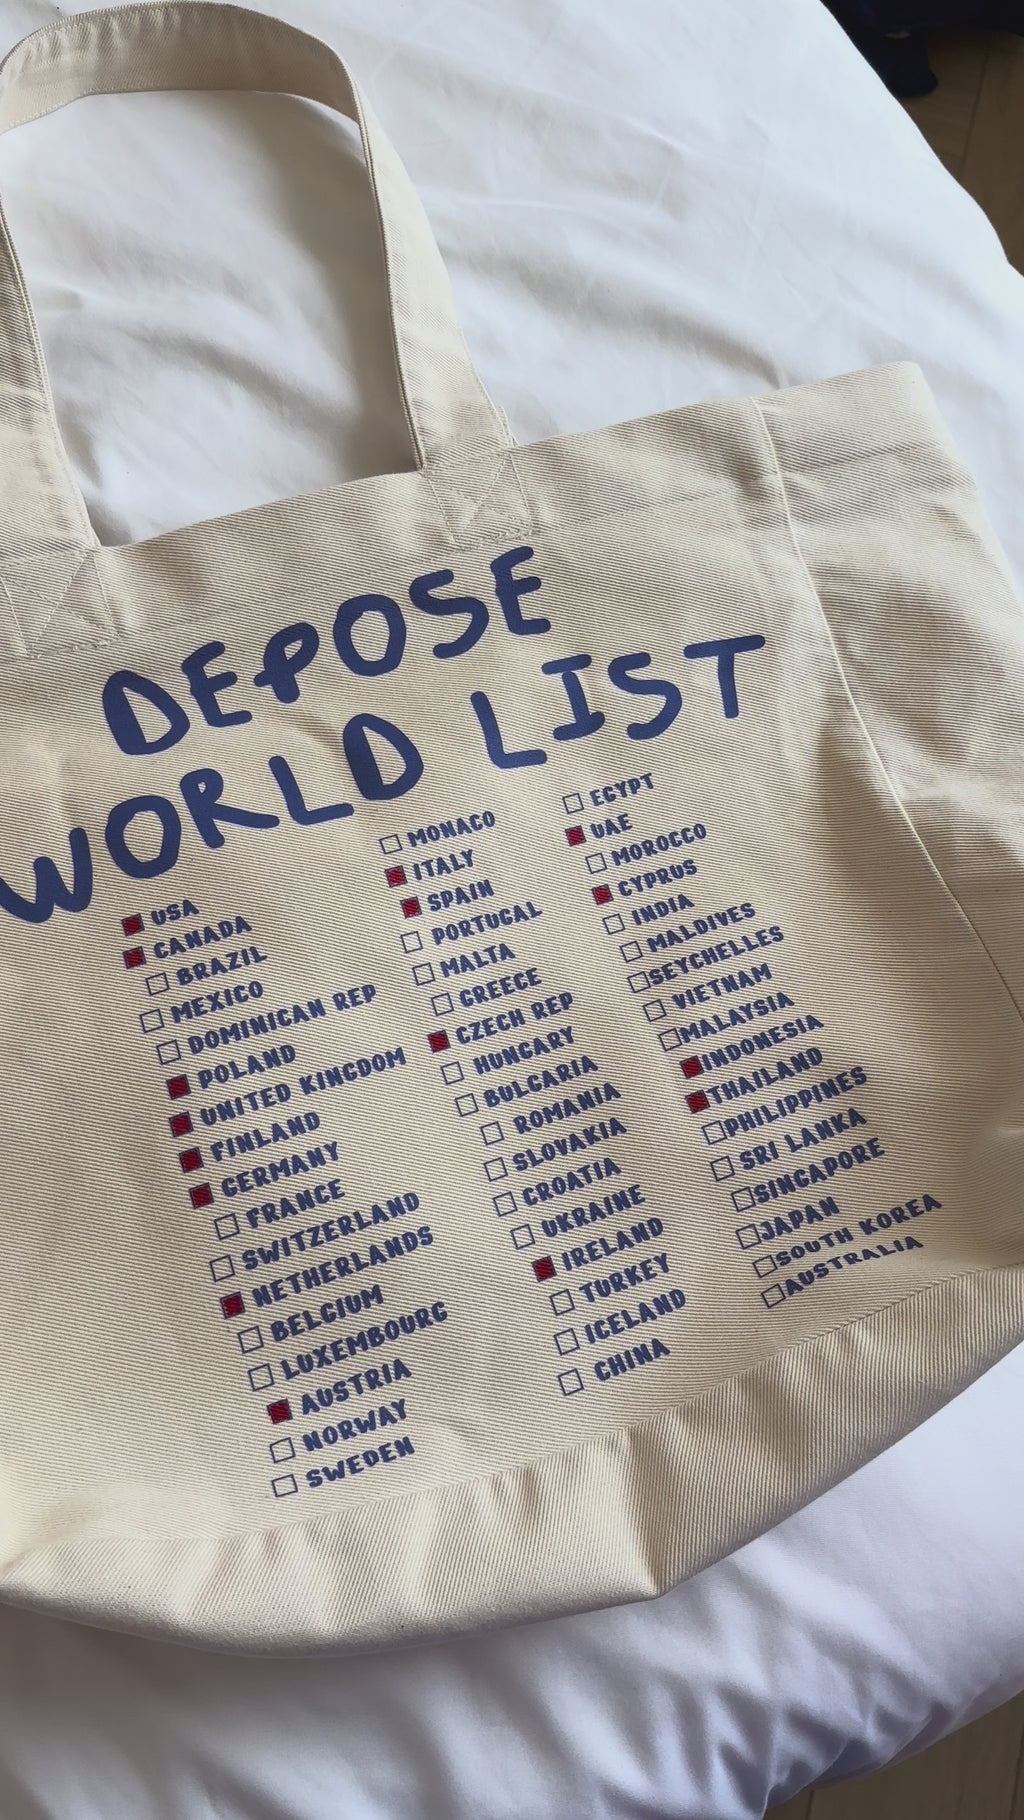 DEPOSE
WORLD LIST
USA
CANADA
BRAZIL
MEXICO
DOMINICAN REP
POLAND
UNITED KINGDOM
FINLAND
GERMANY
FRANCE
SWITZERLAND
NETHERLANDS
BELGIUM
LUXEMBOURG
AUSTRIA
NORWAY
SWEDEN
MONACO
ITALY
SPAIN
PORTUGAL
MALTA
GREECE
CZECH REP
HUNGARY
BULGARIA
ROMANIA
SLOVAKIA
CROATIA
UKRAINE
IRELAND
TURKEY
ICELAND
CHINA
EGYPT
UAE
MOROCCO
CYPRUS
INDIA
MALDIVES
SEYCHELLES
VIETNAM
MALAYSIA
INDONESIA
THAILAND
PHILIPPINES
SRI LANKA
SINGAPORE
JAPAN
SOUTH KOREA
AUSTRALIA